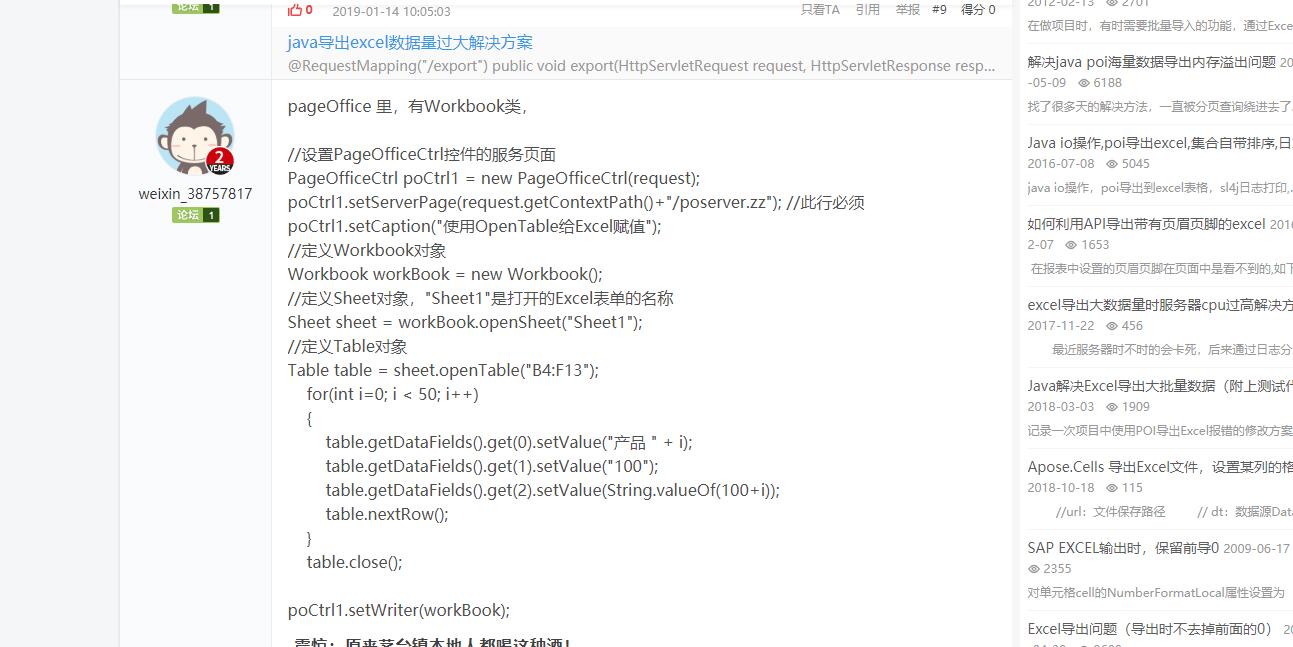 论坛 1
0 2019-01-14 10:05:03 只看TA 引用 举报 #9 得分 0
java导出excel数据量过大解决方案
@RequestMapping("/export") public void export(HttpServletRequest request, HttpServletResponse resp...
2 YEARS
weixin_38757817
论坛 1
pageOffice 里，有Workbook类，
//设置PageOfficeCtrl控件的服务页面
PageOfficeCtrl poCtrl1 = new PageOfficeCtrl(request);
poCtrl1.setServerPage(request.getContextPath()+"/poserver.zz"); //此行必须
poCtrl1.setCaption("使用OpenTable给Excel赋值");
//定义Workbook对象
Workbook workBook = new Workbook();
//定义Sheet对象，"Sheet1"是打开的Excel表单的名称
Sheet sheet = workBook.openSheet("Sheet1");
//定义Table对象
Table table = sheet.openTable("B4:F13");
for(int i=0; i < 50; i++)
{
table.getDataFields().get(0).setValue("产品 " + i);
table.getDataFields().get(1).setValue("100");
table.getDataFields().get(2).setValue(String.valueOf(100+i));
table.nextRow();
}
table.close();
poCtrl1.setWriter(workBook);
震惊：原来茅台镇本地人都喝这种酒！
2012-02-13 2701
在做项目时，有时需要批量导入的功能，通过Exce
解决java poi海量数据导出内存溢出问题 20
-05-09 6188
找了很多天的解决方法，一直被分页查询绕进去了.
Java io操作,poi导出excel,集合自带排序,日
2016-07-08 5045
java io操作，poi导出到excel表格，sl4j日志打印,.
如何利用API导出带有页眉页脚的excel 2016
2-07 1653
在报表中设置的页眉页脚在页面中是看不到的,如下
excel导出大数据量时服务器cpu过高解决方
2017-11-22 456
最近服务器时不时的会卡死，后来通过日志分
Java解决Excel导出大批量数据（附上测试代
2018-03-03 1909
记录一次项目中使用POI导出Excel报错的修改方案
Apose.Cells 导出Excel文件，设置某列的格
2018-10-18 115
//url：文件保存路径 // dt：数据源Data
SAP EXCEL输出时，保留前导0 2009-06-17
2355
对单元格cell的NumberFormatLocal属性设置为
Excel导出问题（导出时不去掉前面的0） 20